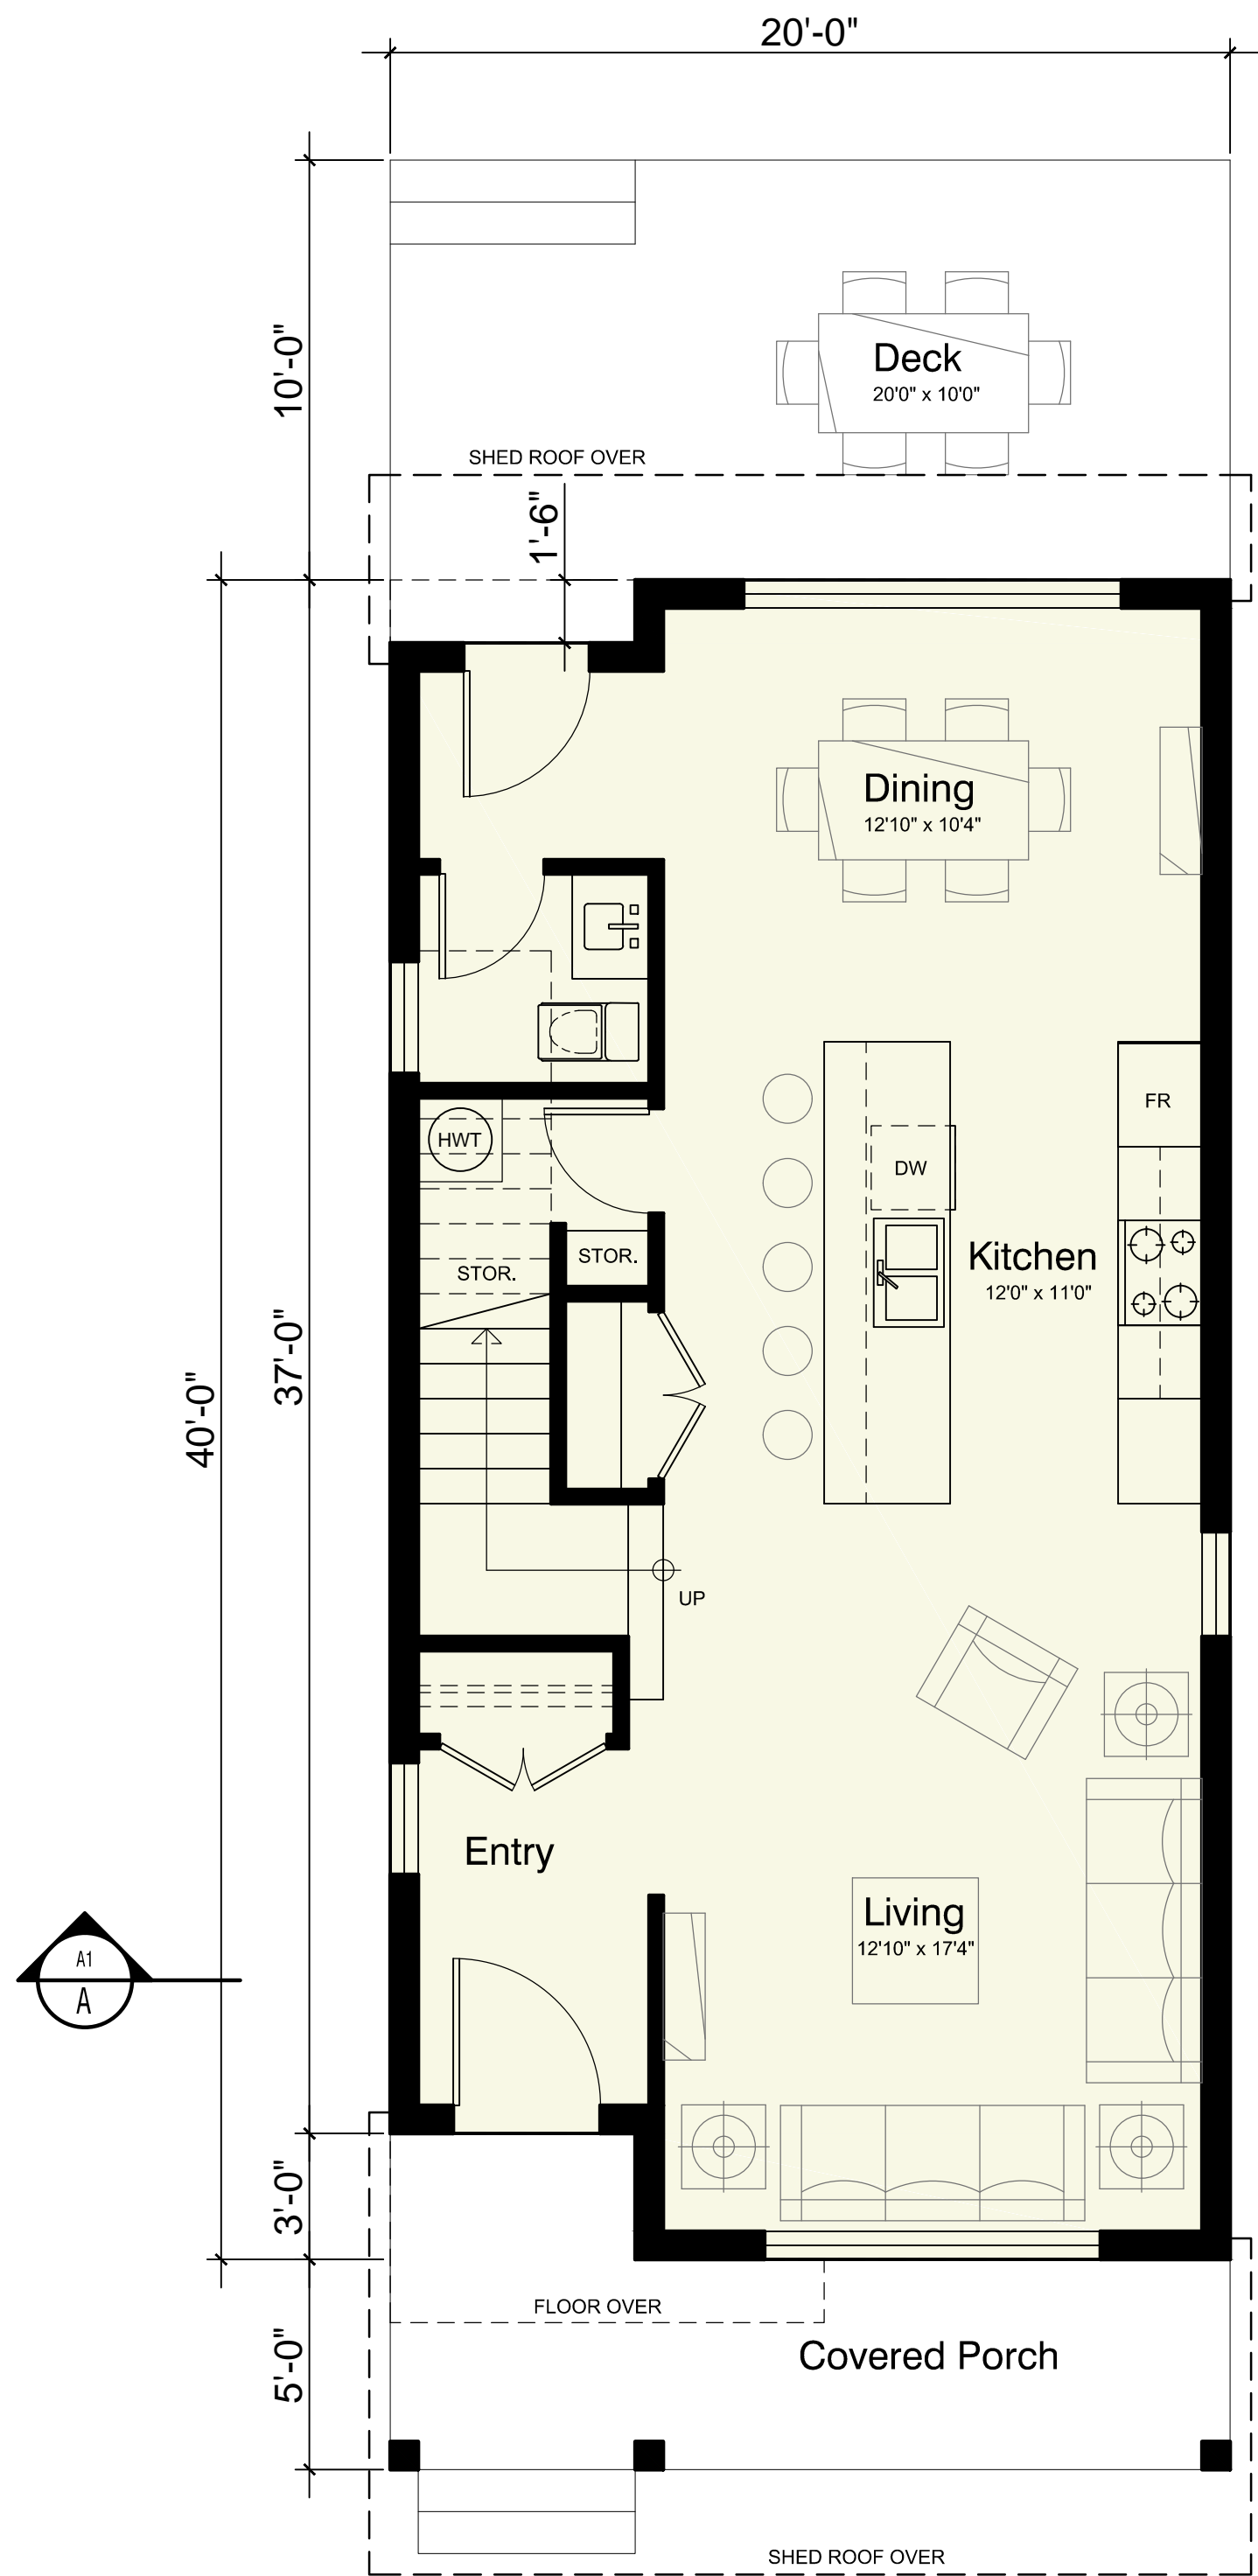 20'-0"
10'-0"
Deck
20'0" x 10'0"
SHED ROOF OVER
1'-6"
Dining
12'10" x 10'4"
FR
HWT
DW
STOR.
STOR.
Kitchen
12'0" x 11'0"
37'-0"
40'-0"
UP
Entry
Living
12'10" x 17'4"
A1
A
3'-0"
FLOOR OVER
Covered Porch
5'-0"
SHED ROOF OVER